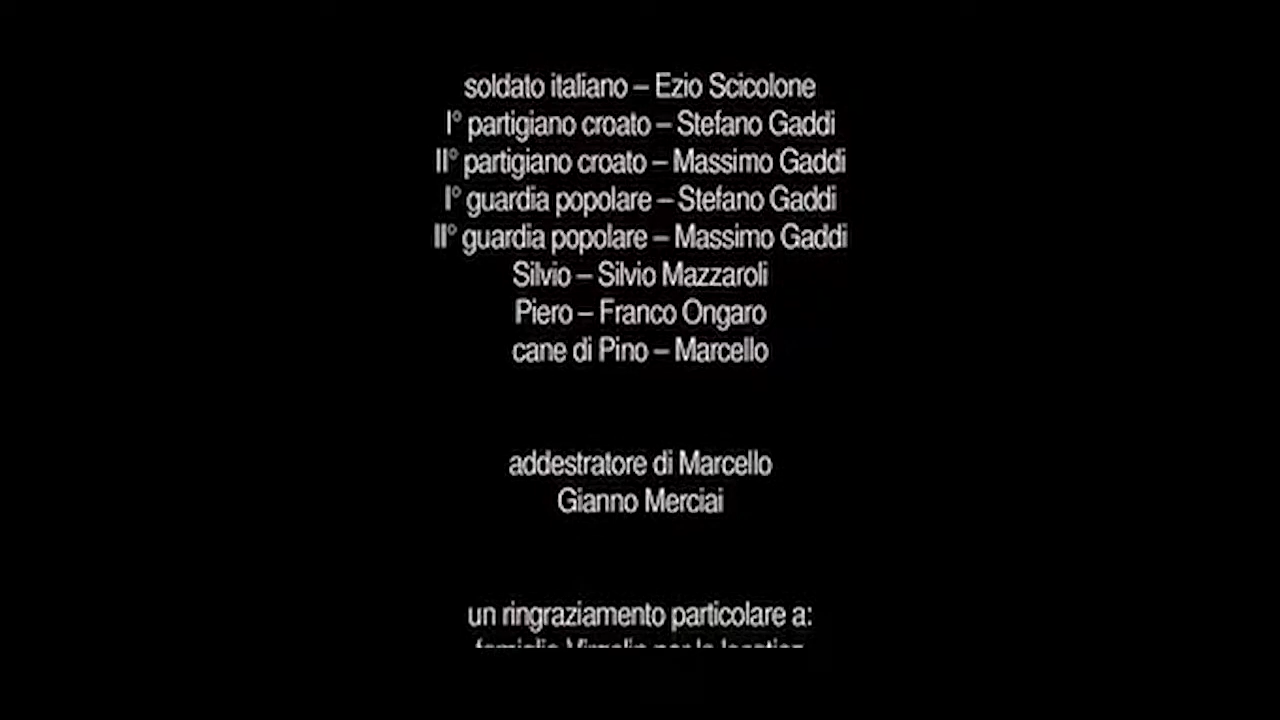 soldato italiano – Ezio Scicolone
I° partigiano croato – Stefano Gaddi
II° partigiano croato – Massimo Gaddi
I° guardia popolare – Stefano Gaddi
II° guardia popolare – Massimo Gaddi
Silvio – Silvio Mazzaroli
Piero – Franco Ongaro
cane di Pino – Marcello
addestratore di Marcello
Gianno Merciai
un ringraziamento particolare a: